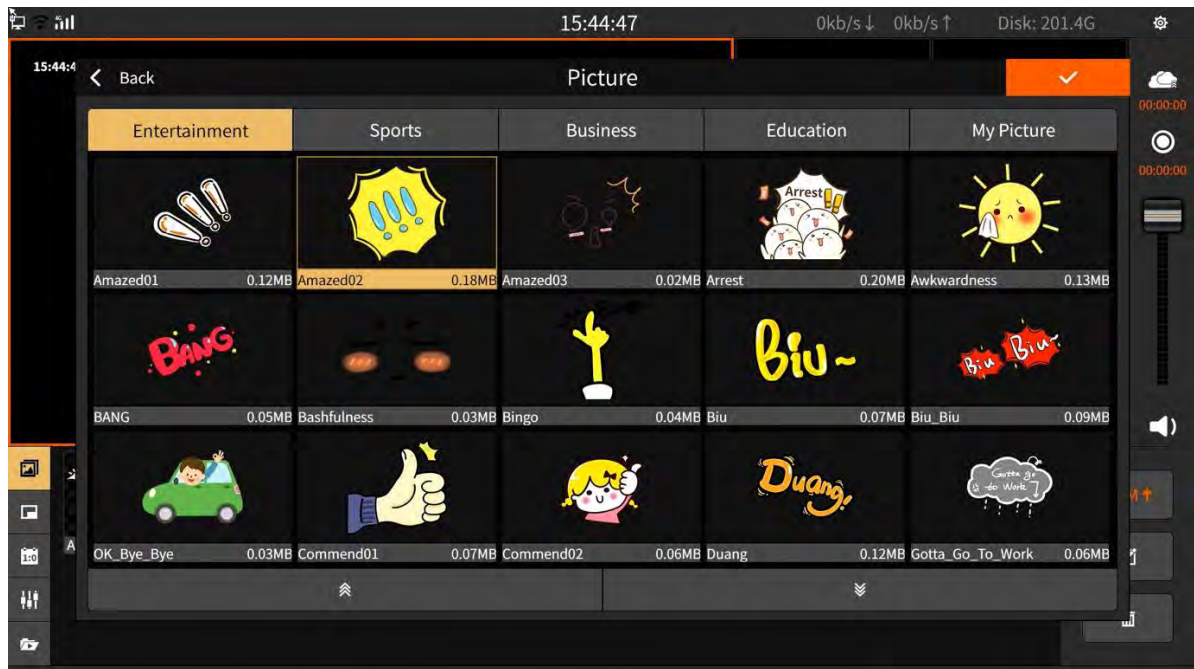 15:44:47 0kb/s↓ 0kb/s↑ Disk: 201.4G
15:44:4
Back Picture
00:00:00
Entertainment Sports Business Education My Picture
00:00:00
Arrest
Amazed01 0.12MB Amazed02 0.18MB Amazed03 0.02MB Arrest 0.20MB Awkwardness 0.13MB
BANG Biu~ Biu Biu~
BANG 0.05MB Bashfulness 0.03MB Bingo 0.04MB Biu 0.07MB Biu_Biu 0.09MB
Duang! Gotta go
to Work
M↑
1:0
A
OK_Bye_Bye 0.03MB Commend01 0.07MB Commend02 0.06MB Duang 0.12MB Gotta_Go_To_Work 0.06MB